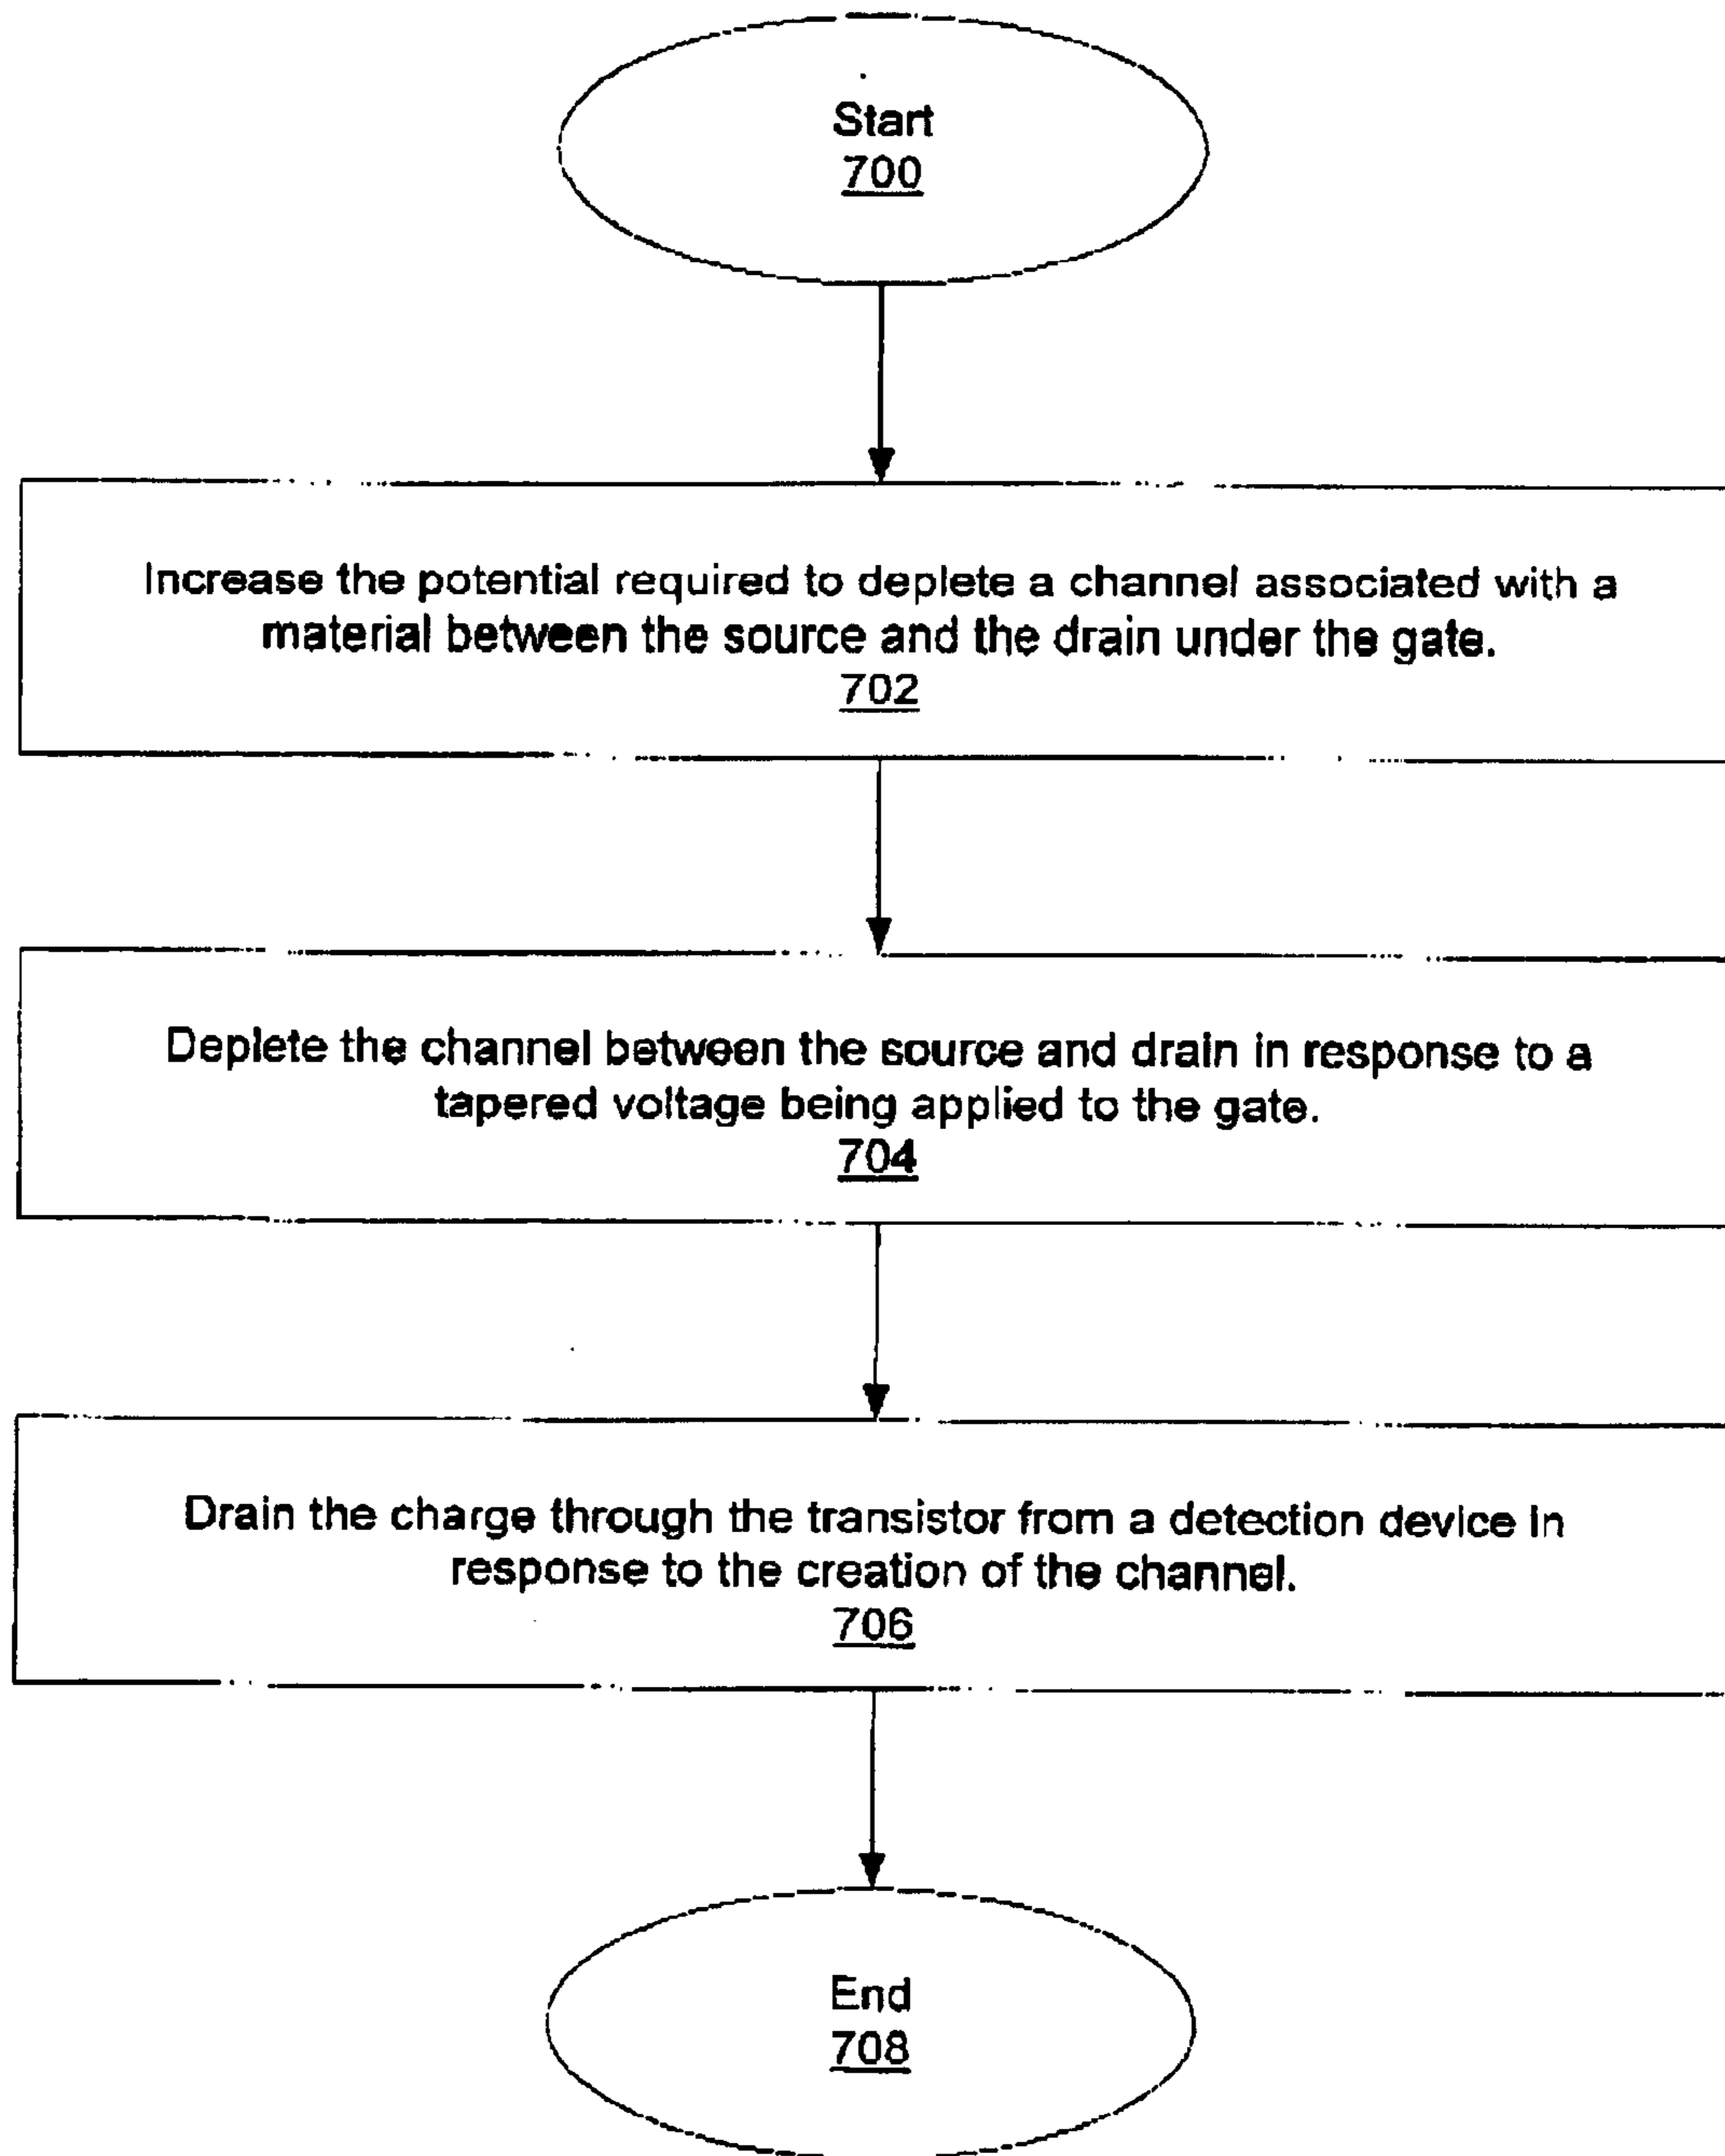 Start
700
Increase the potential required to deplete a channel associated with a
material between the source and the drain under the gate.
702
Deplete the channel between the source and drain in response to a
tapered voltage being applied to the gate.
704
Drain the charge through the transistor from a detection device in
response to the creation of the channel.
706
End
708